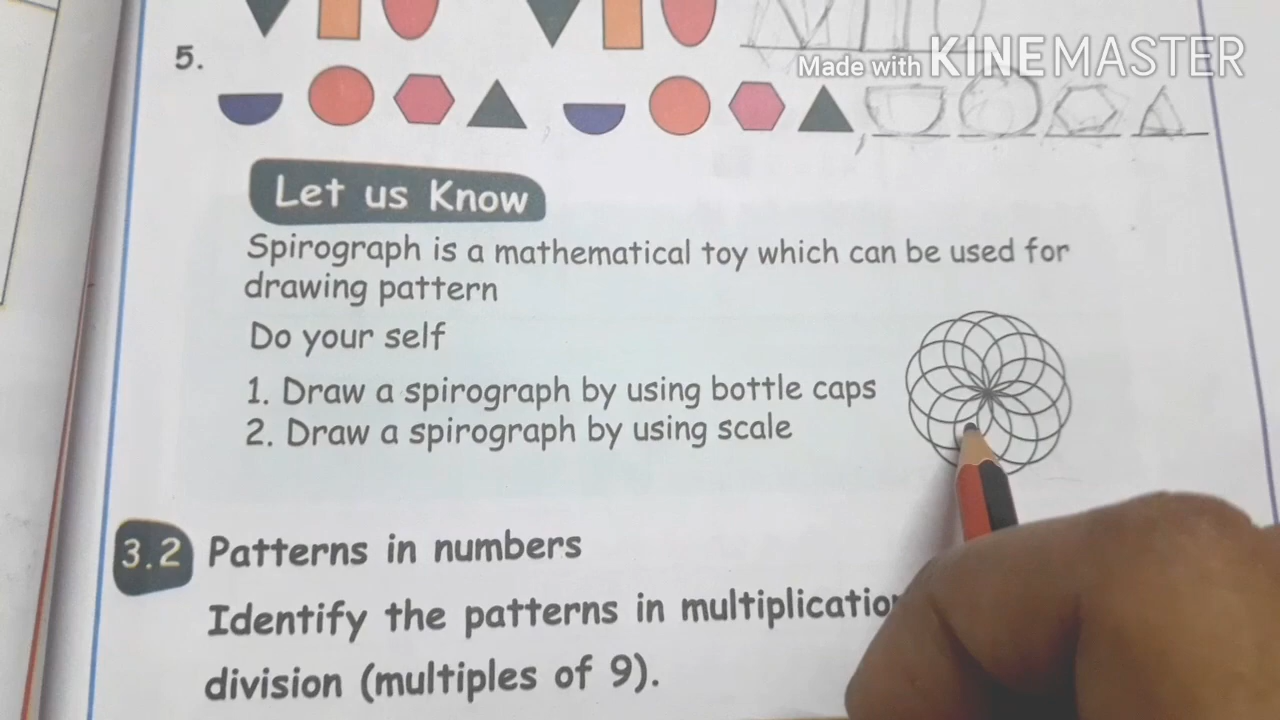 Made with KINEMASTER
5.
Let us Know
Spirograph is a mathematical toy which can be used for
drawing pattern
Do your self
1. Draw a spirograph by using bottle caps
2. Draw a spirograph by using scale
3.2 Patterns in numbers
Identify the patterns in
division (multiples of 9).